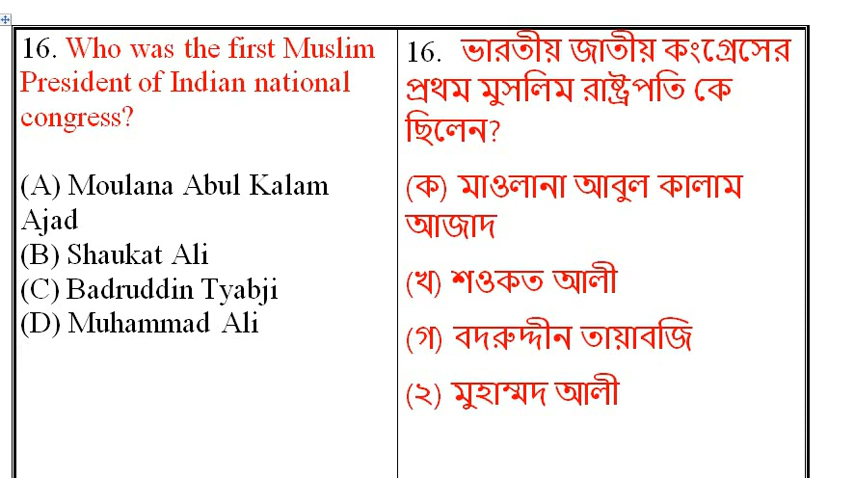 16. Who was the first Muslim
President of Indian national
congress?
(A) Moulana Abul Kalam
Ajad
(B) Shaukat Ali
(C) Badruddin Tyabji
(D) Muhammad Ali
16. ভারতীয় জাতীয় কংগ্রেসের
প্রথম মুসলিম রাষ্ট্রপতি কে
ছিলেন?
(ক) মাওলানা আবুল কালাম
আজাদ
(খ) শওকত আলী
(গ) বদরুদ্দীন তায়াবজি
(২) মুহাম্মদ আলী